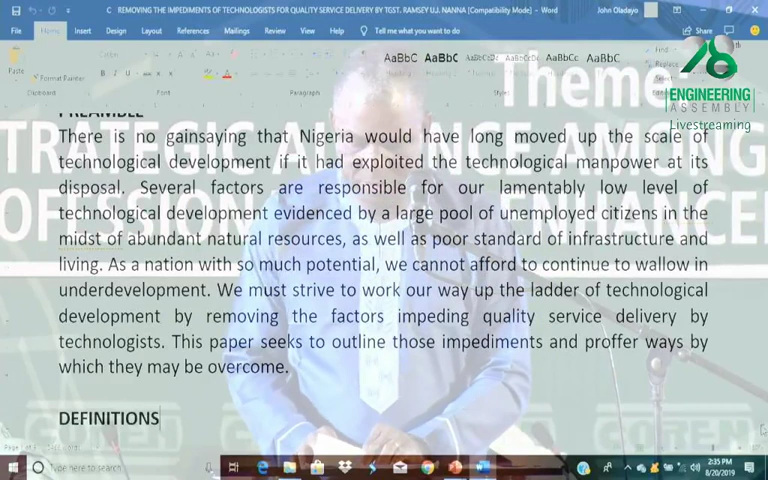 C REMOVING THE IMPEDIMENTS OF TECHNOLOGISTS FOR QUALITY SERVICE DELIVERY BY TGST. RAMSEY U.J. NANNA [Compatibility Mode] - Word
John Oladayo
File Home Insert Design Layout References Mailings Review View Help Tell me what you want to do Share
Paste
Format Painter
Clipboard Font Paragraph Styles
AaBbC AaBbC AaBbCcDc AaBbCcDc AaBbCc AaBbC
Find
Replace
Select
Theme
ENGINEERING
ASSEMBLY
Livestreaming
PREAMBLE
There is no gainsaying that Nigeria would have long moved up the scale of
technological development if it had exploited the technological manpower at its
disposal. Several factors are responsible for our lamentably low level of
technological development evidenced by a large pool of unemployed citizens in the
midst of abundant natural resources, as well as poor standard of infrastructure and
living. As a nation with so much potential, we cannot afford to continue to wallow in
underdevelopment. We must strive to work our way up the ladder of technological
development by removing the factors impeding quality service delivery by
technologists. This paper seeks to outline those impediments and proffer ways by
which they may be overcome.
DEFINITIONS
COREN
Type here to search
2:35 PM
8/20/2019